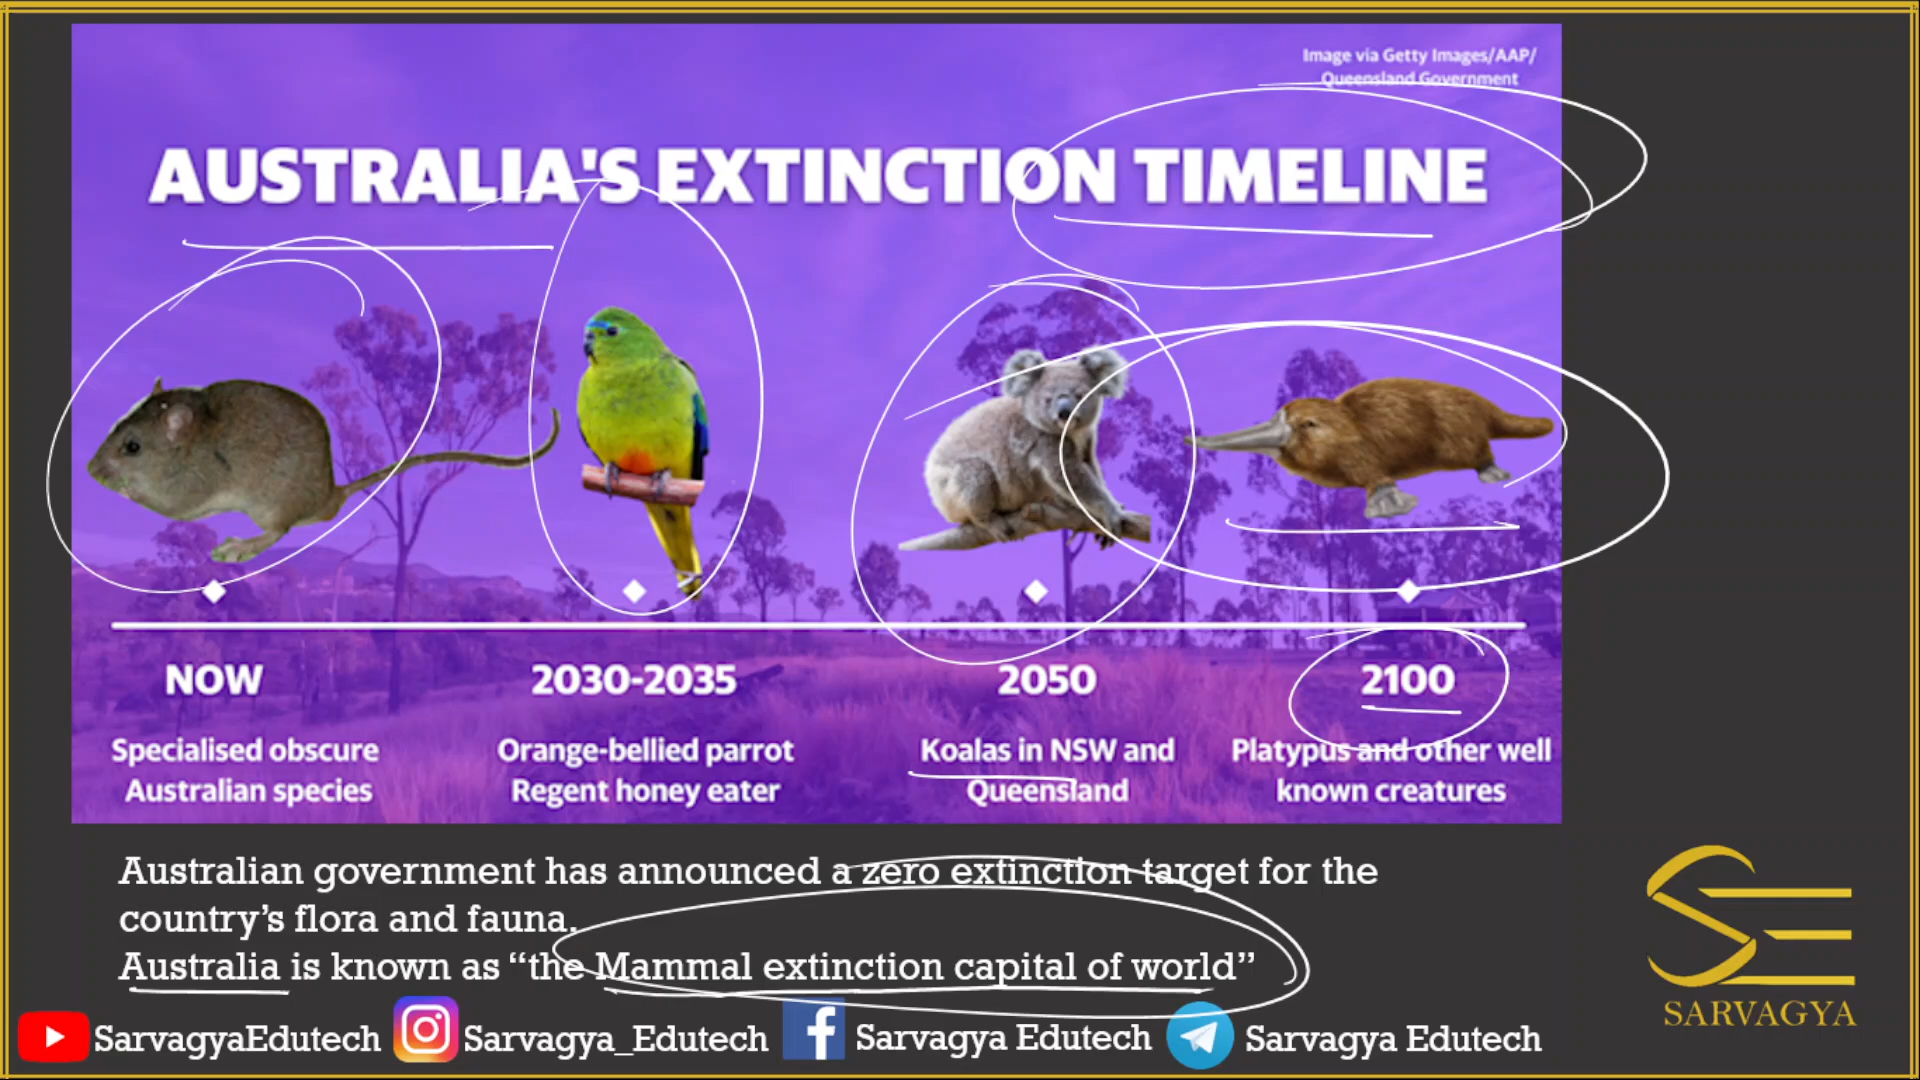 Image via Getty Images/AAP/
Queensland Government
AUSTRALIA'S EXTINCTION TIMELINE
NOW
Specialised obscure
Australian species
2030-2035
Orange-bellied parrot
Regent honey eater
2050
Koalas in NSW and
Queensland
2100
Platypus and other well
known creatures
Australian government has announced a zero extinction target for the
country's flora and fauna.
Australia is known as “the Mammal extinction capital of world”
SARVAGYA
SarvagyaEdutech Sarvagya_Edutech Sarvagya Edutech Sarvagya Edutech